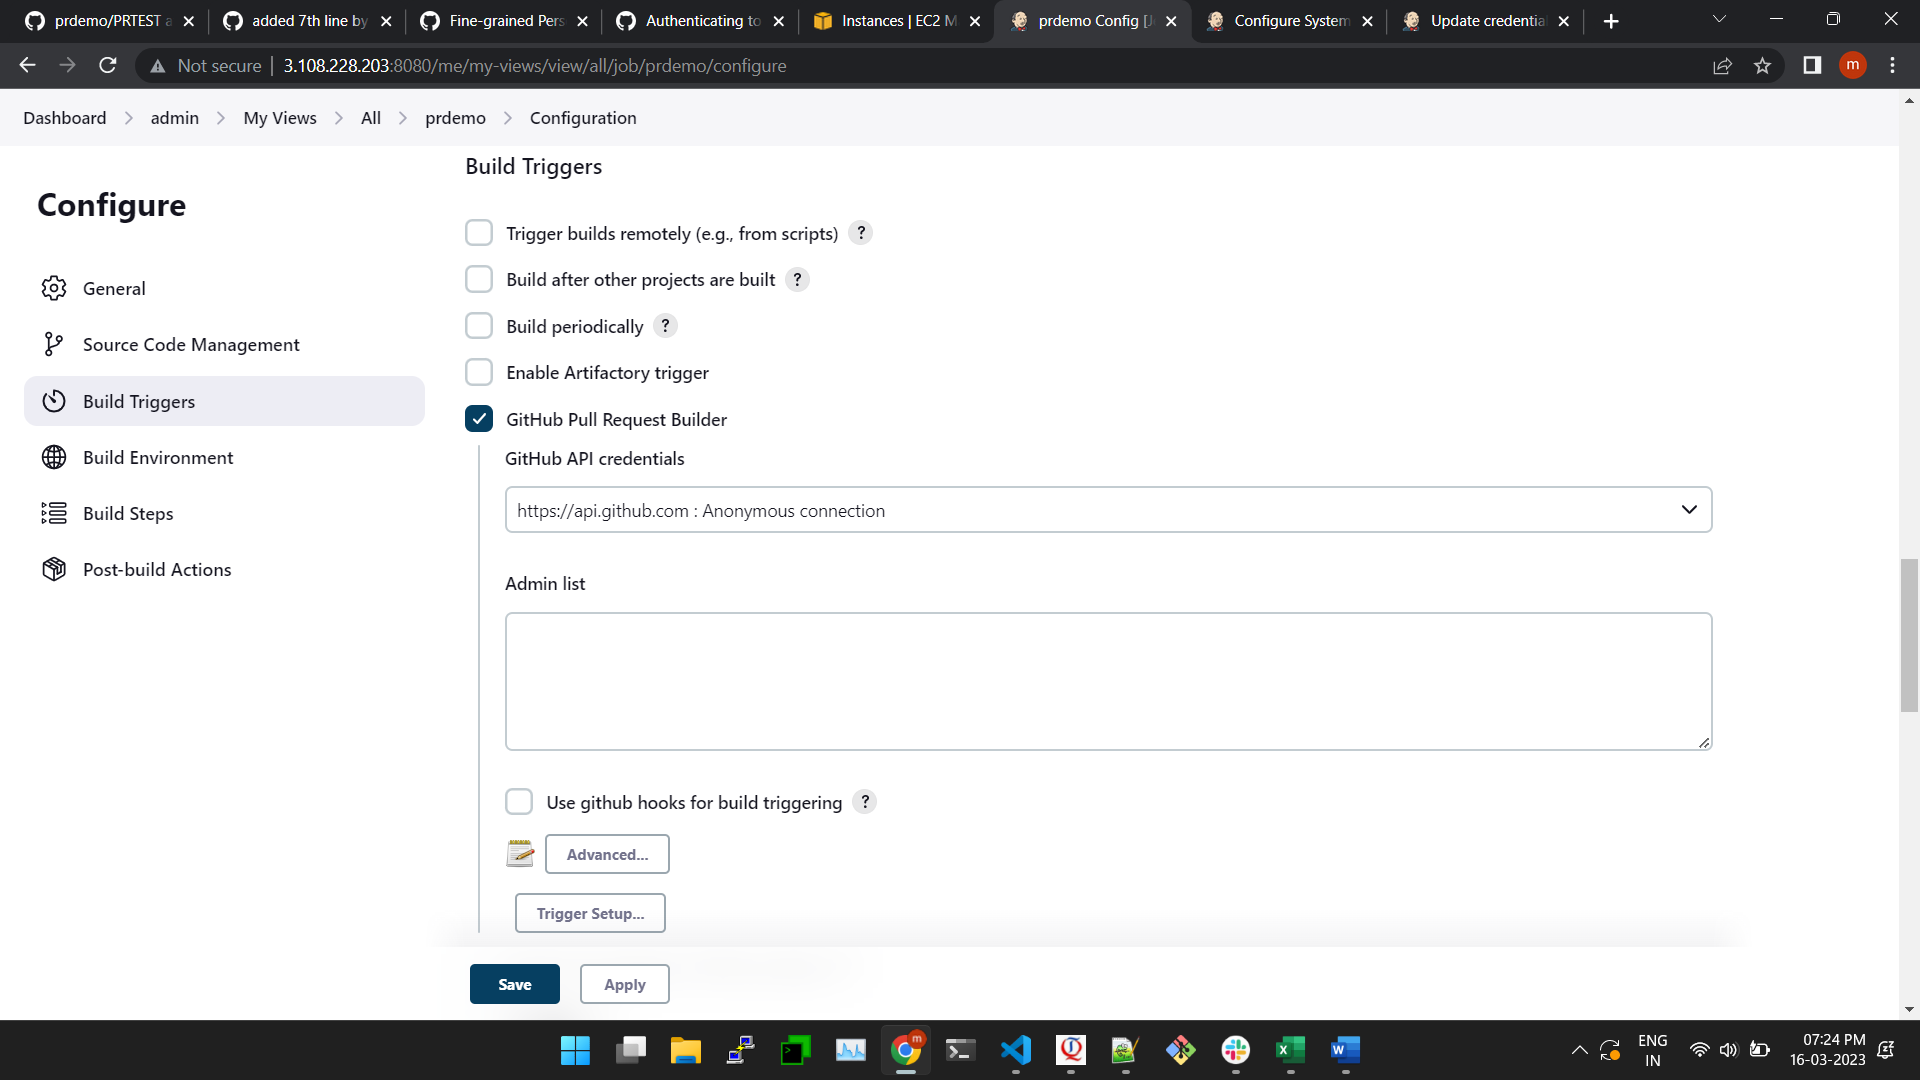 prdemo/PRTEST a
added 7th line by
Fine-grained Pers
Authenticating to
Instances | EC2 M
prdemo Config [J
Configure System
Update credential
Not secure
3.108.228.203:8080/me/my-views/view/all/job/prdemo/configure
m
Dashboard
admin
My Views
All
prdemo
Configuration
Configure
General
Source Code Management
Build Triggers
Build Environment
Build Steps
Post-build Actions
Build Triggers
Trigger builds remotely (e.g., from scripts) ?
Build after other projects are built ?
Build periodically ?
Enable Artifactory trigger
GitHub Pull Request Builder
GitHub API credentials
https://api.github.com : Anonymous connection
Admin list
Use github hooks for build triggering ?
Advanced...
Trigger Setup...
Save
Apply
ENG
IN
07:24 PM
16-03-2023